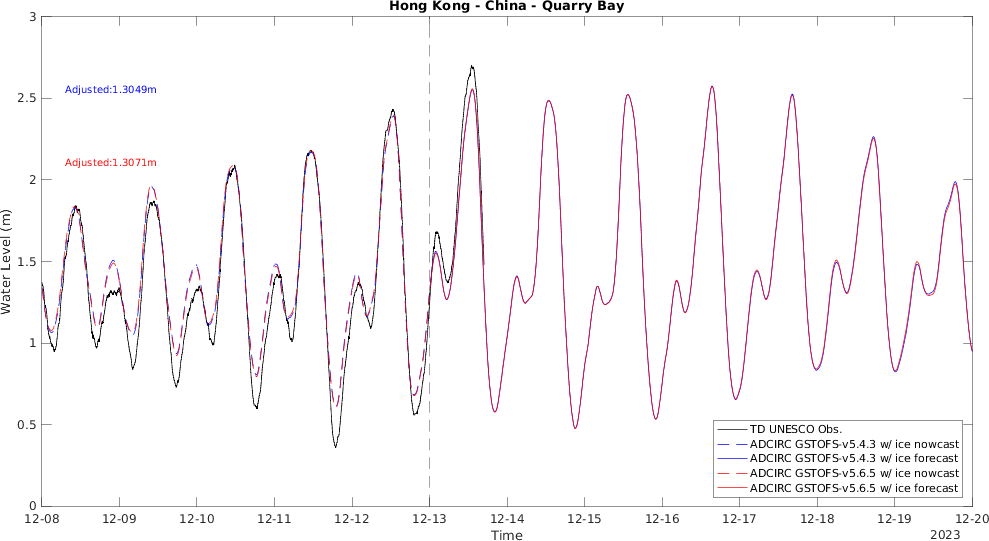 Hong Kong - China - Quarry Bay
3
2.5
2
1.5
1
0.5
0
Water Level (m)
Adjusted:1.3049m
Adjusted:1.3071m
TD UNESCO Obs.
ADCIRC GSTOFS-v5.4.3 w/ ice nowcast
ADCIRC GSTOFS-v5.4.3 w/ ice forecast
ADCIRC GSTOFS-v5.6.5 w/ ice nowcast
ADCIRC GSTOFS-v5.6.5 w/ ice forecast
12-08 12-09 12-10 12-11 12-12 12-13 12-14 12-15 12-16 12-17 12-18 12-19 12-20
Time
2023